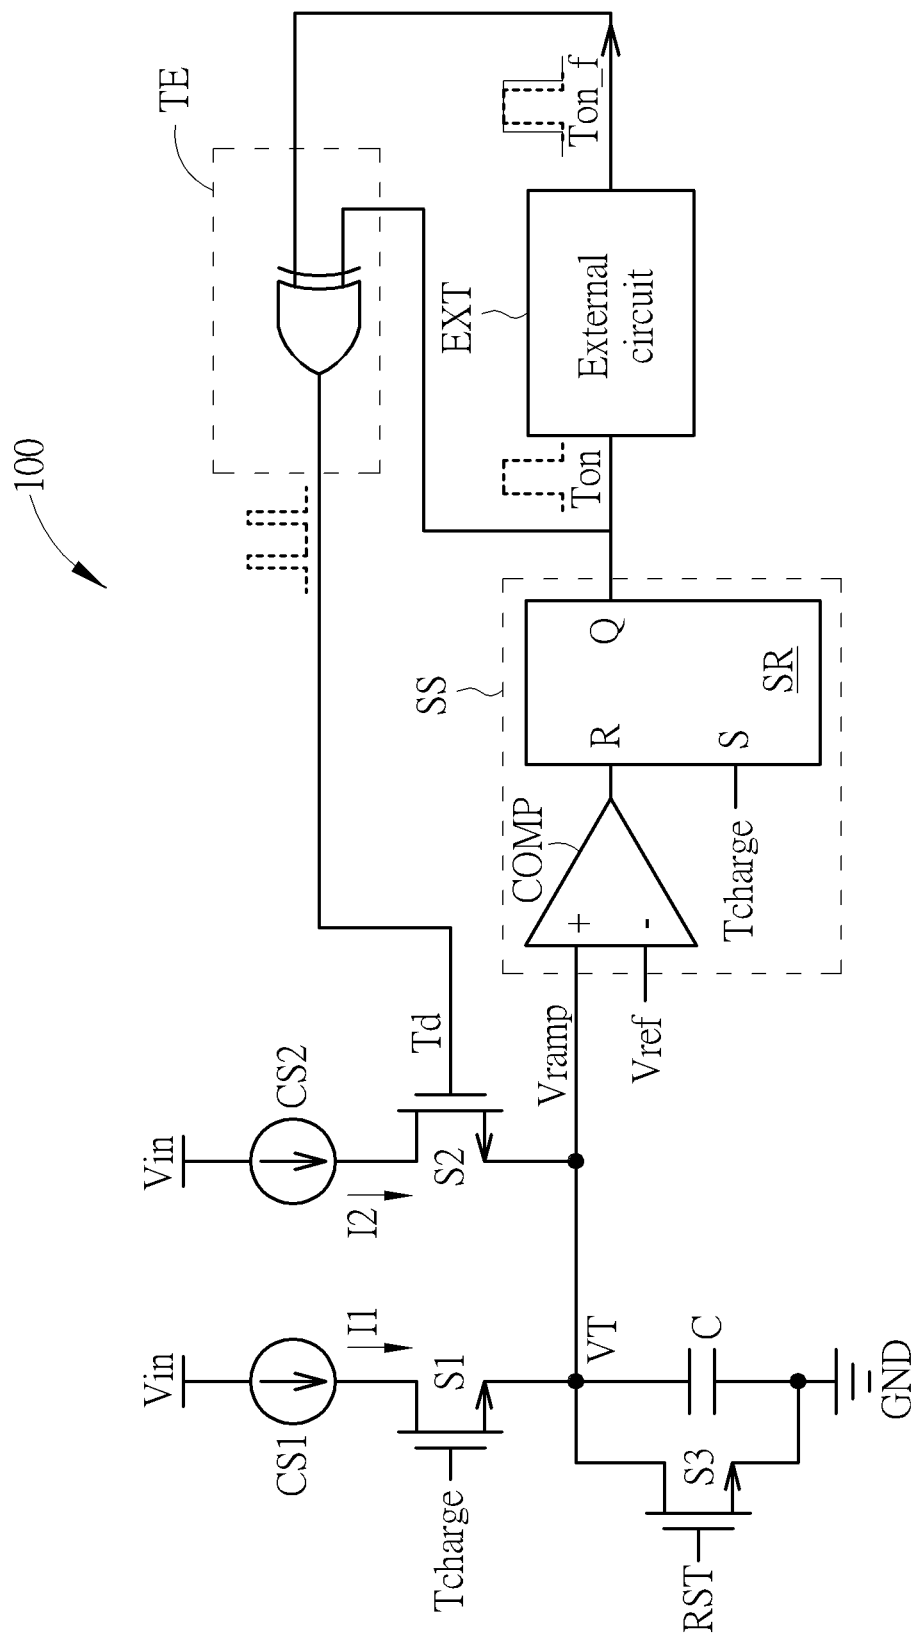 100
TE
Vin
Vin
CS1
CS2
I1
I2
Tcharge
S1
S2
Td
EXT
Ton
External
circuit
Ton_f
SS
COMP
Vramp
Vref
+
-
R
Q
S
SR
Tcharge
VT
C
S3
RST
GND